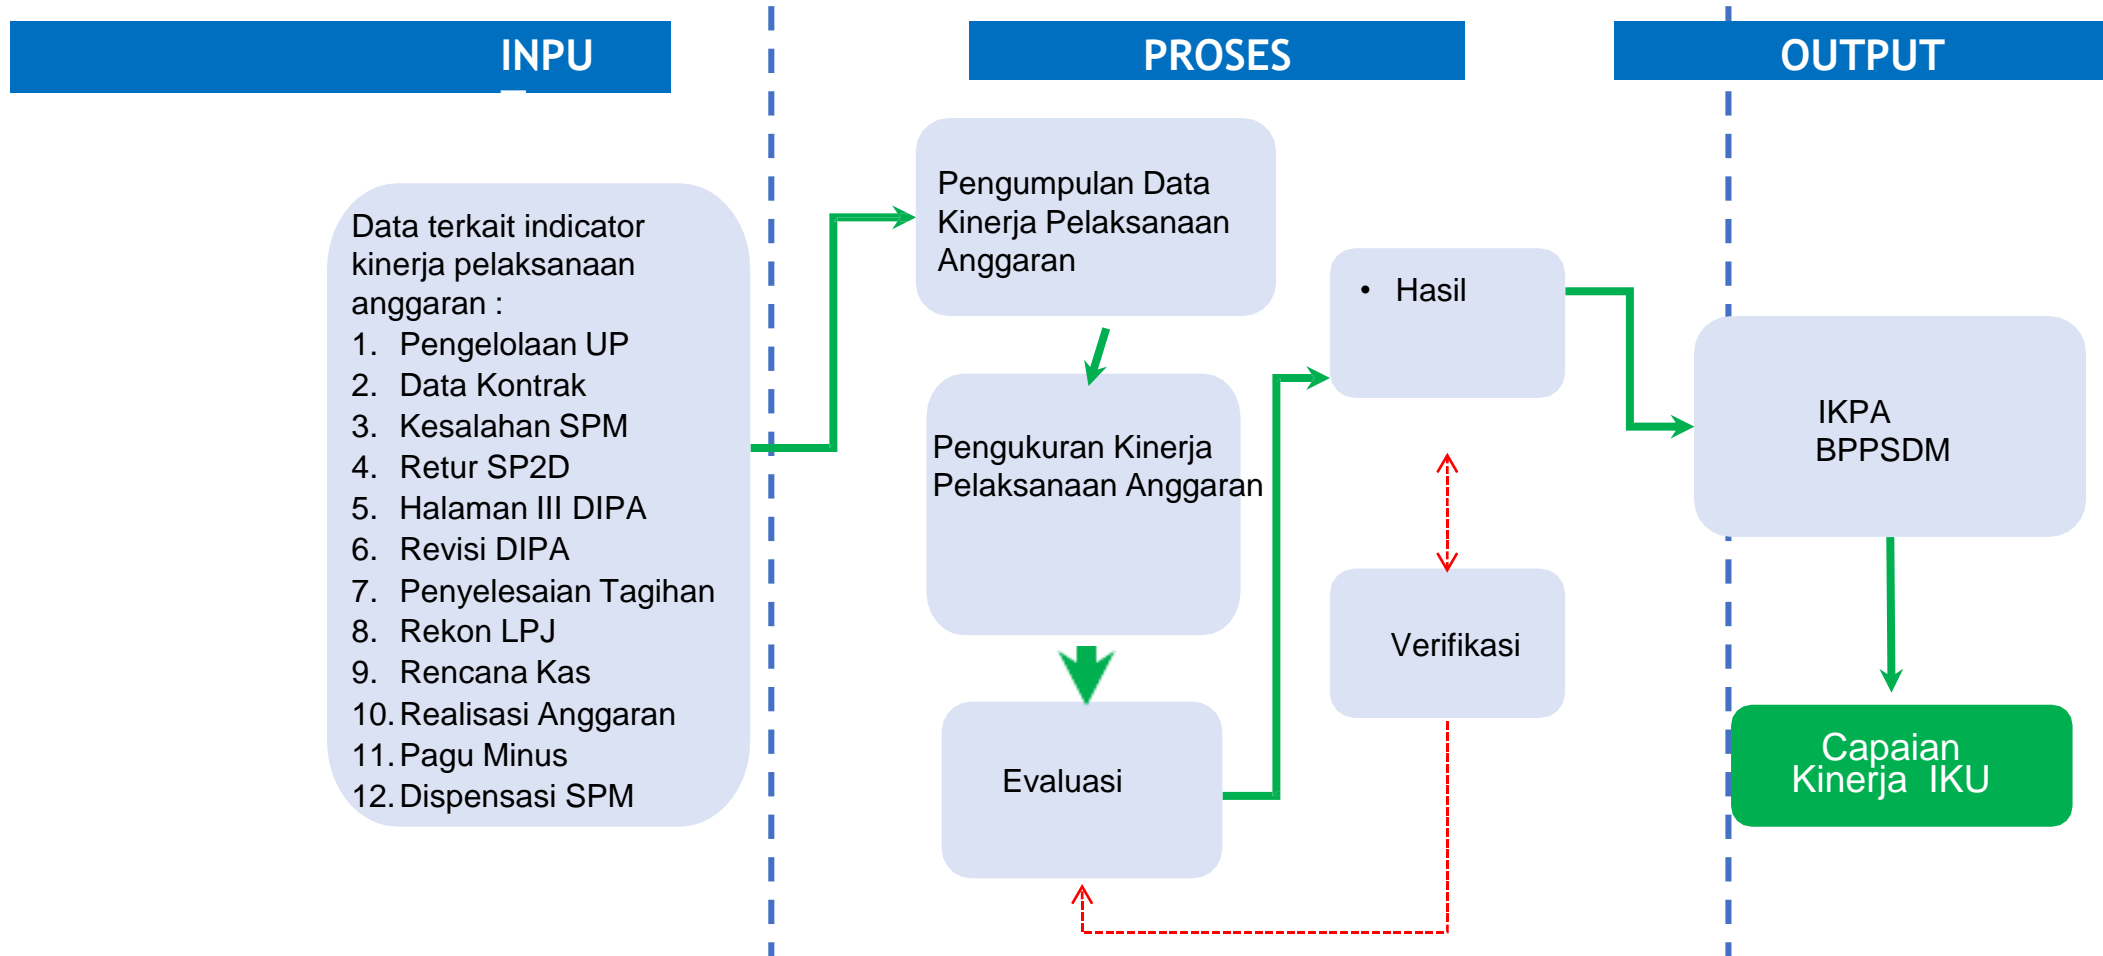 INPU
PROSES
OUTPUT
Data terkait indicator
kinerja pelaksanaan
anggaran :
1. Pengelolaan UP
2. Data Kontrak
3. Kesalahan SPM
4. Retur SP2D
5. Halaman III DIPA
6. Revisi DIPA
7. Penyelesaian Tagihan
8. Rekon LPJ
9. Rencana Kas
10. Realisasi Anggaran
11. Pagu Minus
12. Dispensasi SPM
Pengumpulan Data
Kinerja Pelaksanaan
Anggaran
Pengukuran Kinerja
Pelaksanaan Anggaran
Evaluasi
• Hasil
Verifikasi
IKPA
BPPSDM
Capaian
Kinerja IKU